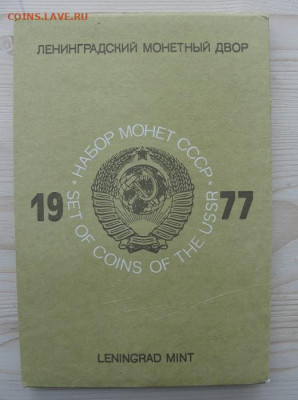 COINS.LAVE.RU
ЛЕНИНГРАДСКИЙ МОНЕТНЫЙ ДВОР
• НАБОР МОНЕТ СССР •
19 77
SET OF COINS OF THE USSR
LENINGRAD MINT